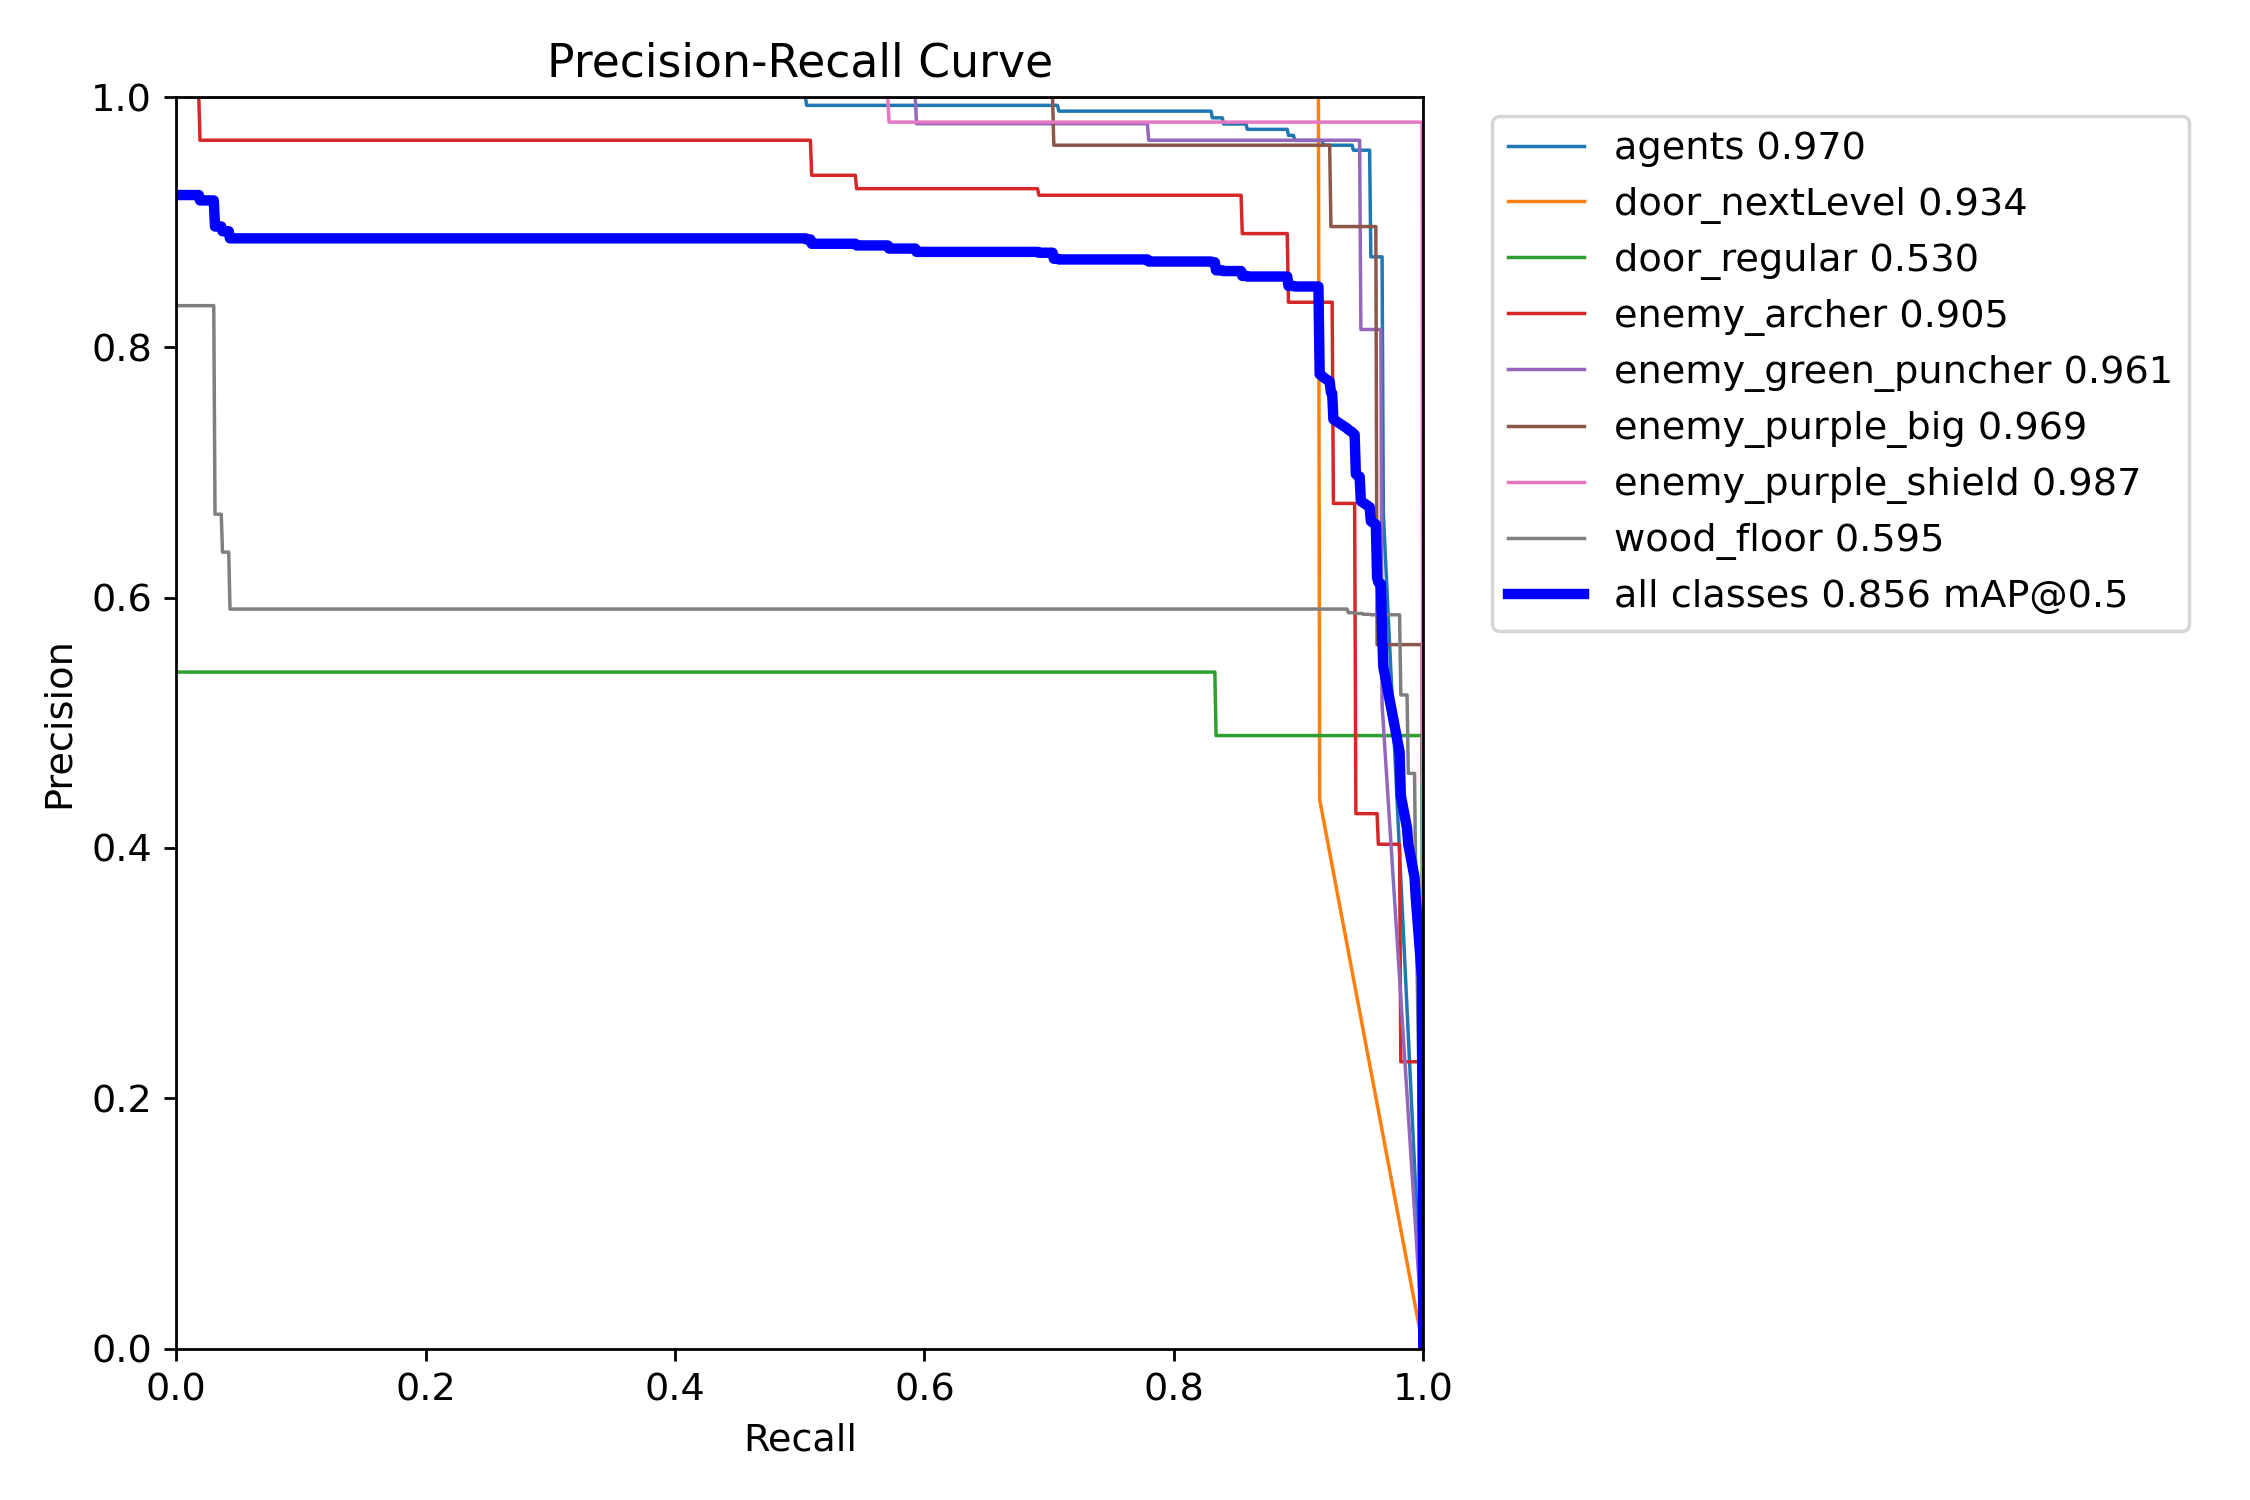 Precision-Recall Curve
1.0
0.8
0.6
0.4
0.2
0.0
Precision
0.0 0.2 0.4 0.6 0.8 1.0
Recall
agents 0.970
door_nextLevel 0.934
door_regular 0.530
enemy_archer 0.905
enemy_green_puncher 0.961
enemy_purple_big 0.969
enemy_purple_shield 0.987
wood_floor 0.595
all classes 0.856 mAP@0.5